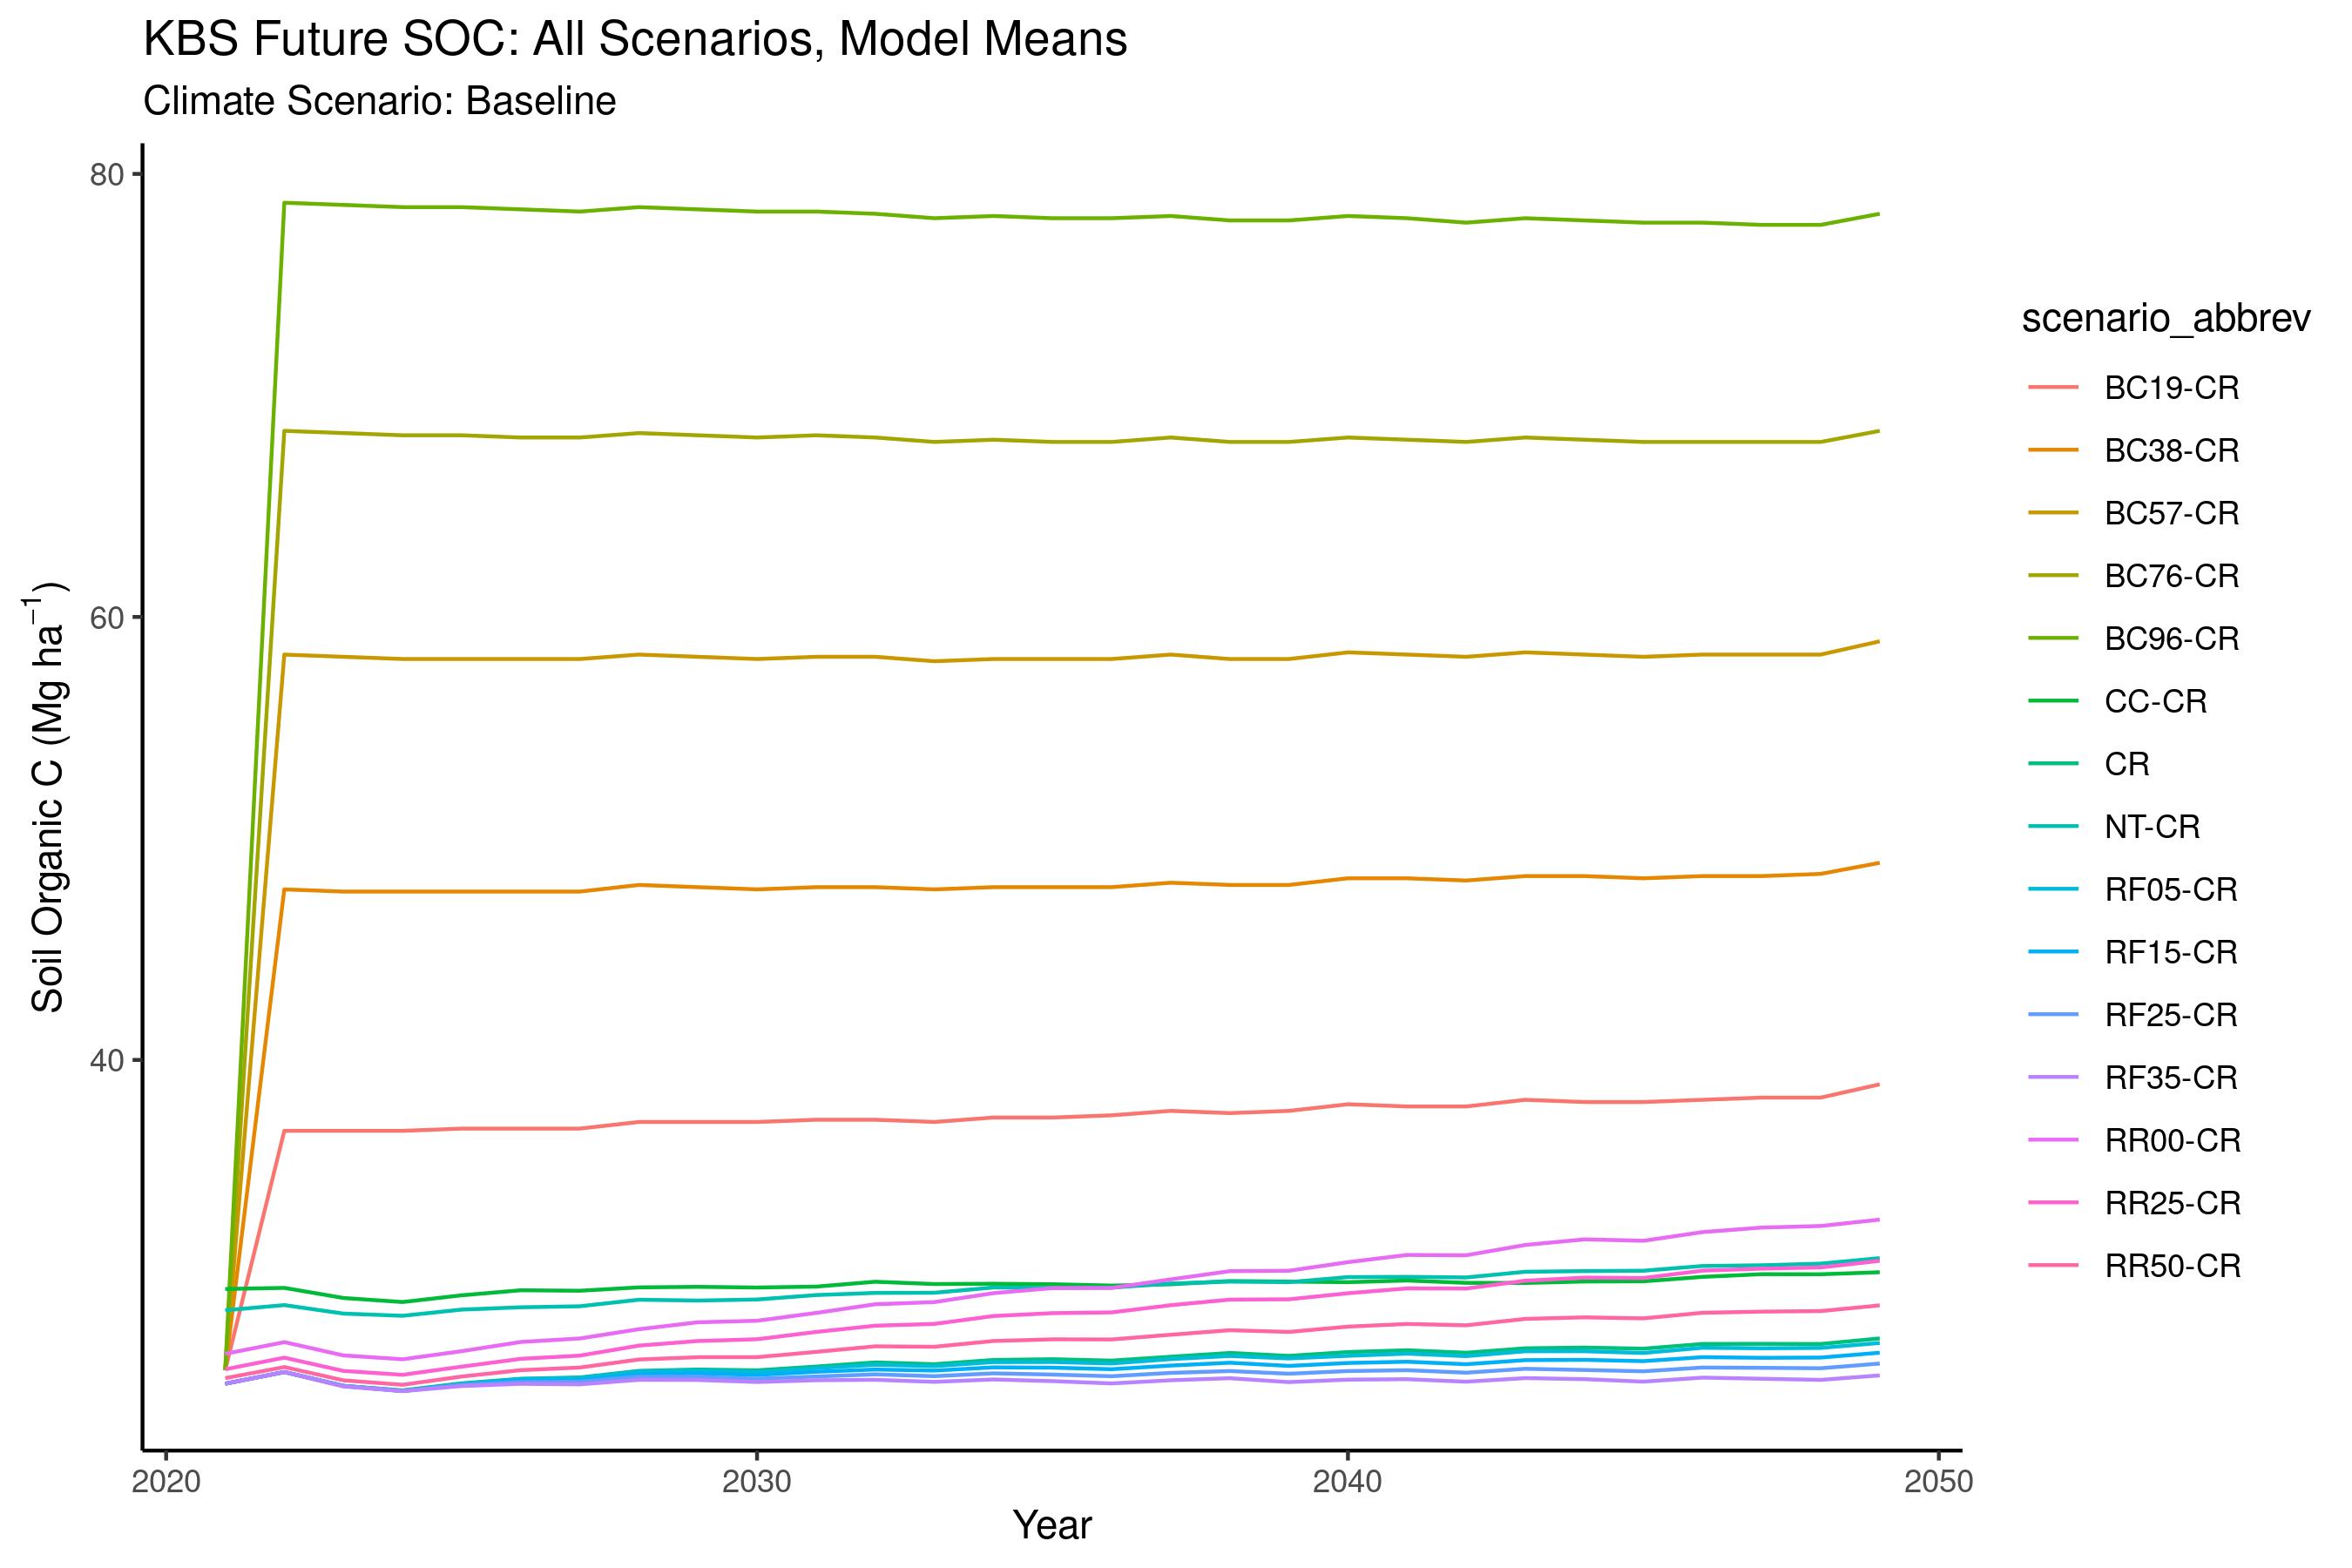 KBS Future SOC: All Scenarios, Model Means
Climate Scenario: Baseline
80
60
40
Soil Organic C (Mg ha⁻¹)
2020
2030
2040
2050
Year
scenario_abbrev
BC19-CR
BC38-CR
BC57-CR
BC76-CR
BC96-CR
CC-CR
CR
NT-CR
RF05-CR
RF15-CR
RF25-CR
RF35-CR
RR00-CR
RR25-CR
RR50-CR